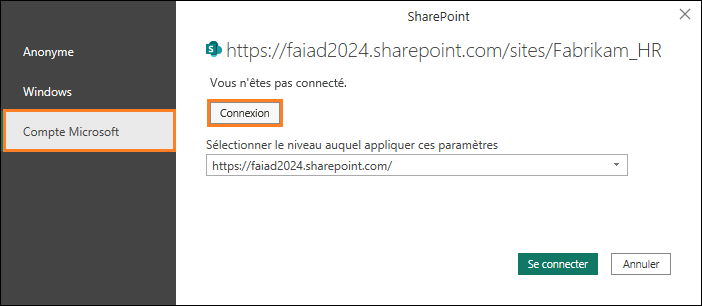 SharePoint
Anonyme
Windows
Compte Microsoft
https://faiad2024.sharepoint.com/sites/Fabrikam_HR
Vous n'êtes pas connecté.
Connexion
Sélectionner le niveau auquel appliquer ces paramètres
https://faiad2024.sharepoint.com/
Se connecter
Annuler